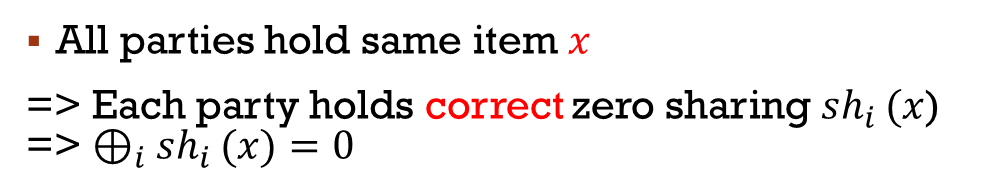 ▪ All parties hold same item 𝑥
=> Each party holds correct zero sharing 𝑠ℎᵢ (𝑥)
=> ⊕ᵢ 𝑠ℎᵢ (𝑥) = 0